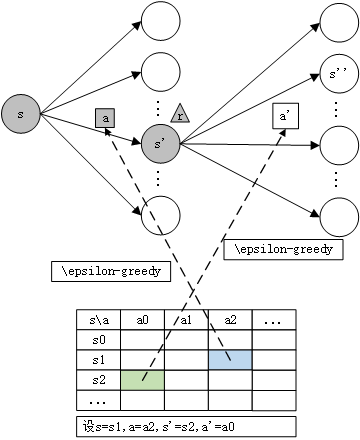 s''
s
a
r
a'
s'
\epsilon-greedy
\epsilon-greedy
s\a a0 a1 a2 ...
s0
s1
s2
...
设s=s1,a=a2,s'=s2,a'=a0